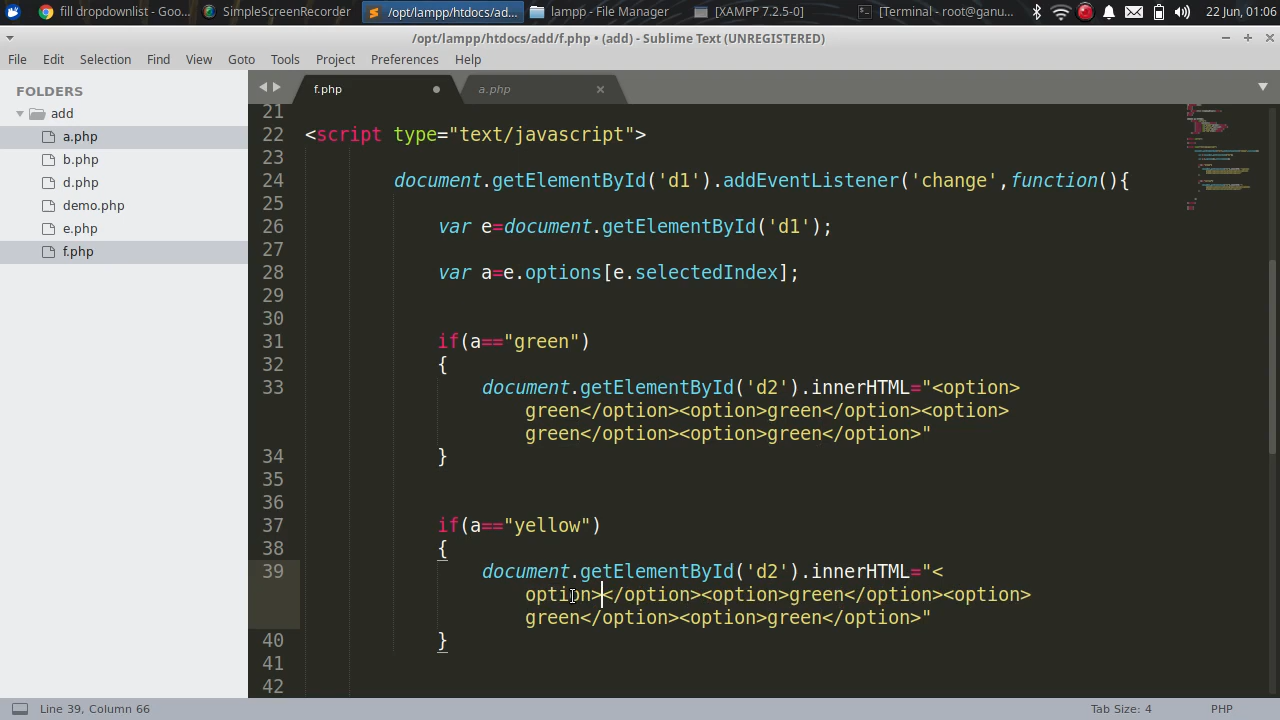 fill dropdownlist - Goo...
SimpleScreenRecorder
/opt/lampp/htdocs/ad...
lampp - File Manager
[XAMPP 7.2.5-0]
[Terminal - root@ganu...
22 Jun, 01:06
/opt/lampp/htdocs/add/f.php • (add) - Sublime Text (UNREGISTERED)
File Edit Selection Find View Goto Tools Project Preferences Help
FOLDERS
add
a.php
b.php
d.php
demo.php
e.php
f.php
f.php
a.php
21
22 <script type="text/javascript">
23
24 document.getElementById('d1').addEventListener('change',function(){
25
26 var e=document.getElementById('d1');
27
28 var a=e.options[e.selectedIndex];
29
30
31 if(a=="green")
32 {
33 document.getElementById('d2').innerHTML="<option>
green</option><option>green</option><option>
green</option><option>green</option>"
34 }
35
36
37 if(a=="yellow")
38 {
39 document.getElementById('d2').innerHTML="<
option></option><option>green</option><option>
green</option><option>green</option>"
40 }
41
42
Line 39, Column 66
Tab Size: 4
PHP